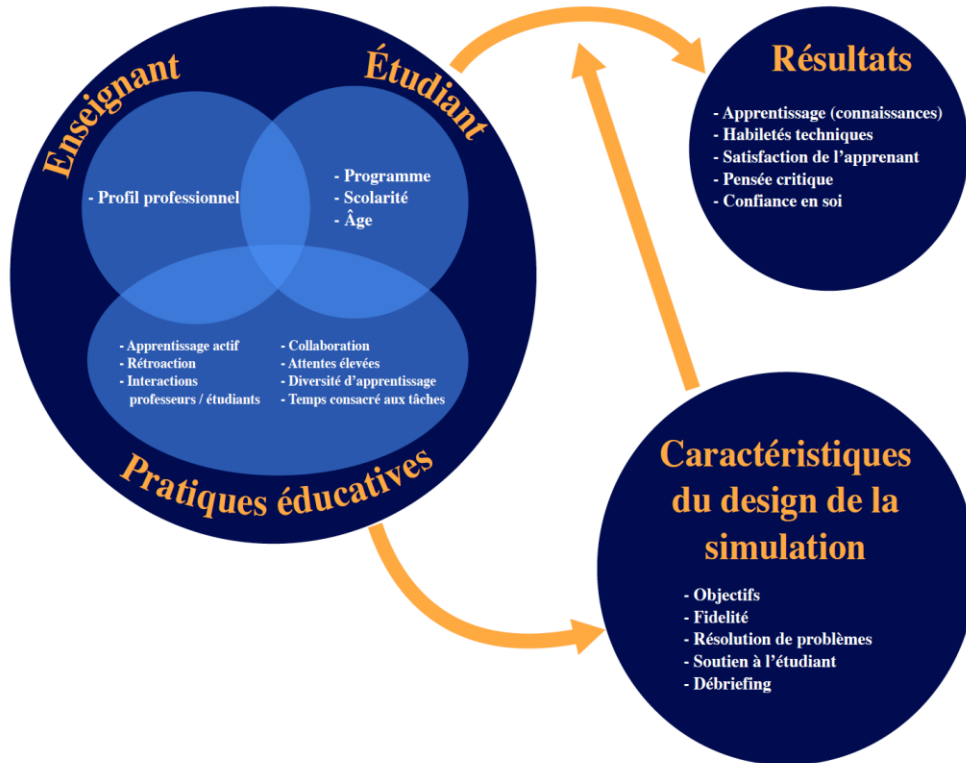 Enseignant
Étudiant
- Profil professionnel
- Programme
- Scolarité
- Âge
- Apprentissage actif
- Rétroaction
- Interactions
professeurs / étudiants
- Collaboration
- Attentes élevées
- Diversité d'apprentissage
- Temps consacré aux tâches
Pratiques éducatives
Résultats
- Apprentissage (connaissances)
- Habiletés techniques
- Satisfaction de l'apprenant
- Pensée critique
- Confiance en soi
Caractéristiques
du design de la
simulation
- Objectifs
- Fidelité
- Résolution de problèmes
- Soutien à l'étudiant
- Débriefing